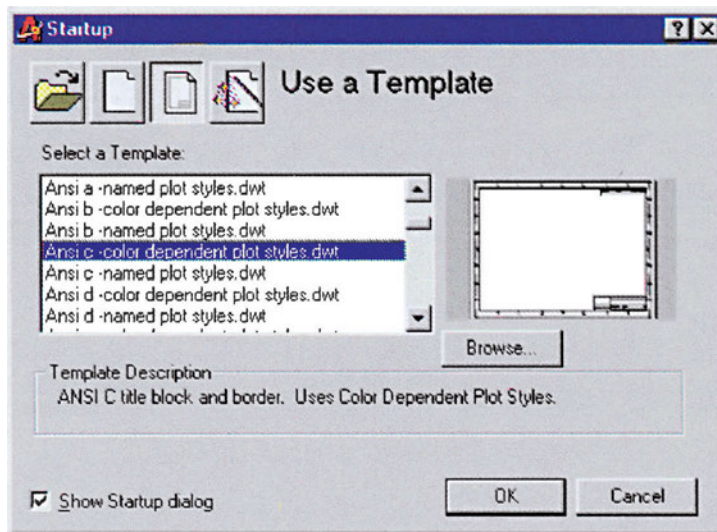 Startup
Use a Template
Select a Template:
Ansi a -named plot styles.dwt
Ansi b -color dependent plot styles.dwt
Ansi b -named plot styles.dwt
Ansi c -color dependent plot styles.dwt
Ansi c -named plot styles.dwt
Ansi d -color dependent plot styles.dwt
Ansi d -named plot styles.dwt
Browse...
Template Description
ANSI C title block and border. Uses Color Dependent Plot Styles.
Show Startup dialog
OK
Cancel